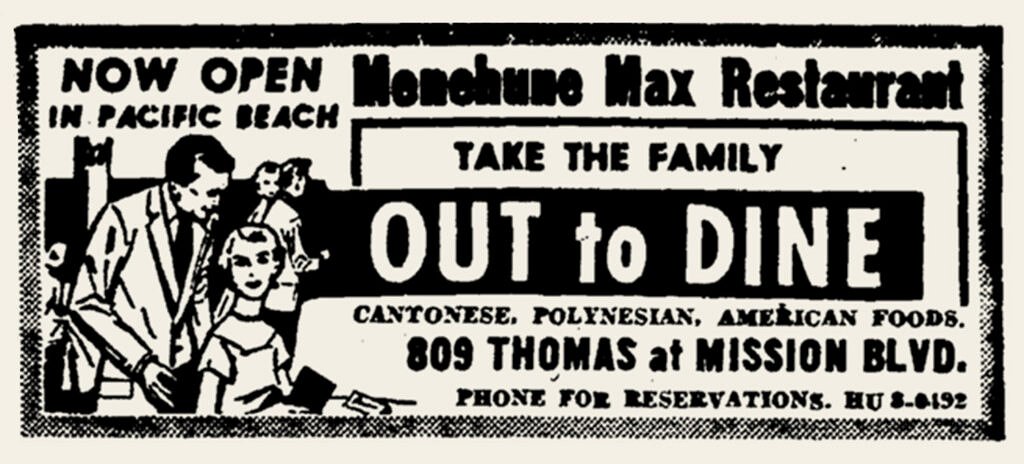 NOW OPEN
IN PACIFIC BEACH
Menehune Max Restaurant
TAKE THE FAMILY
OUT to DINE
CANTONESE, POLYNESIAN, AMERICAN FOODS.
809 THOMAS at MISSION BLVD.
PHONE FOR RESERVATIONS. HU 8-0492